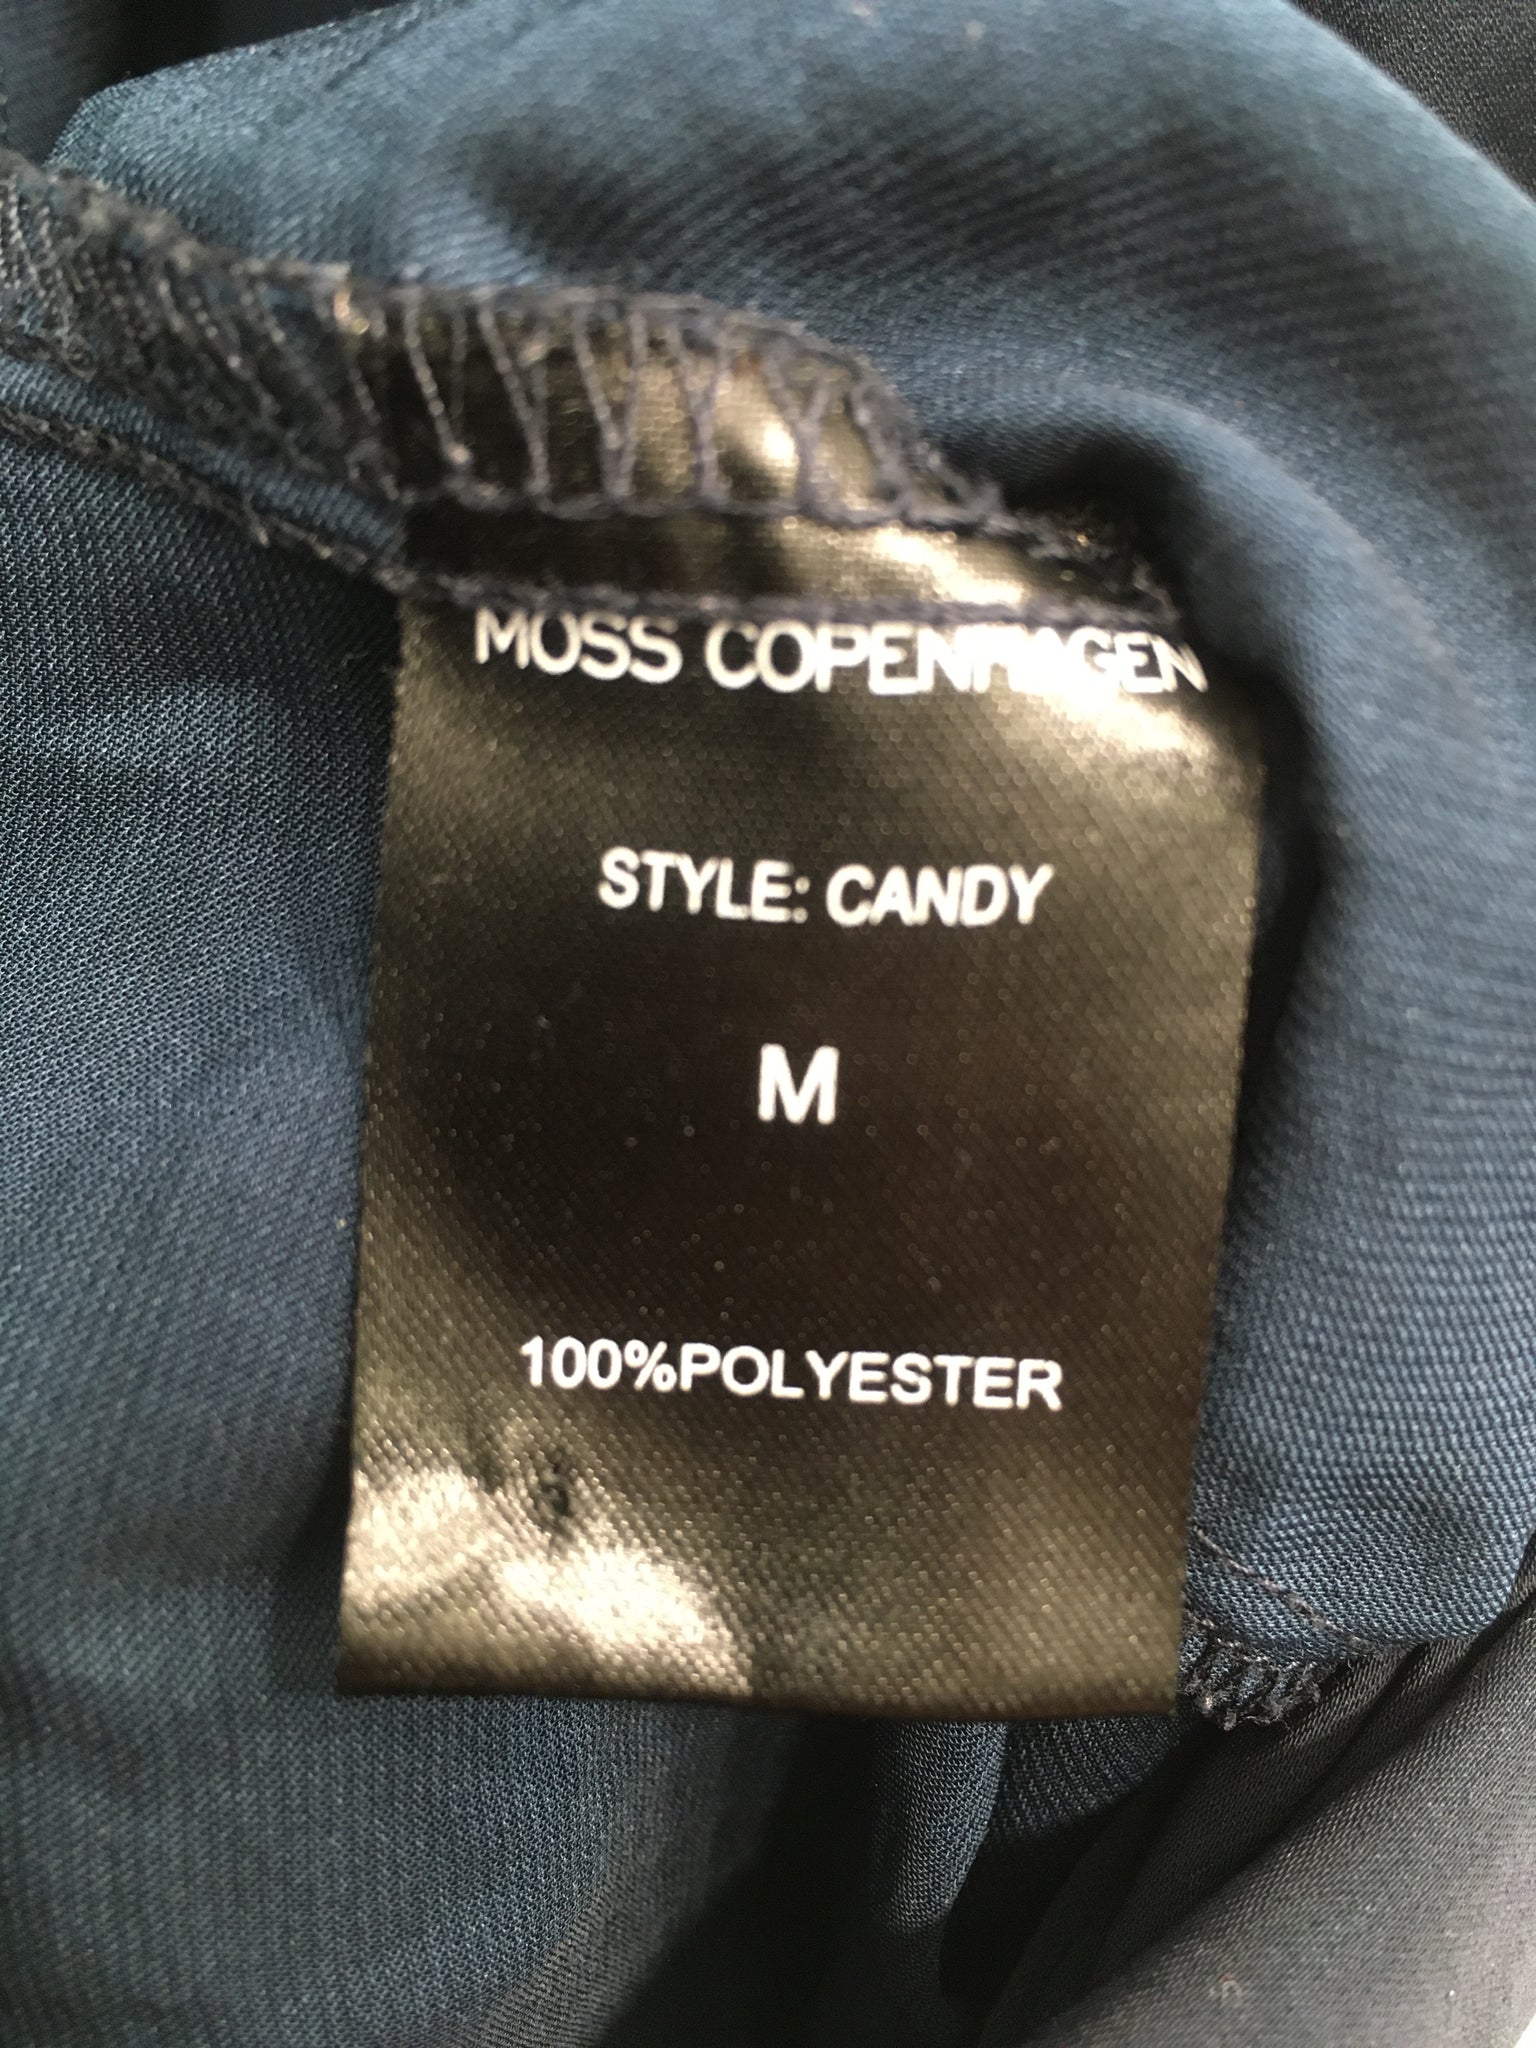 MOSS COPENHAGEN
STYLE: CANDY
M
100%POLYESTER